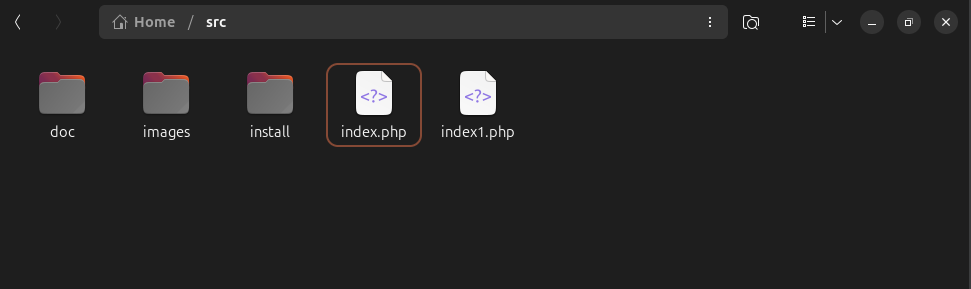 Home / src
doc
images
install
index.php
index1.php